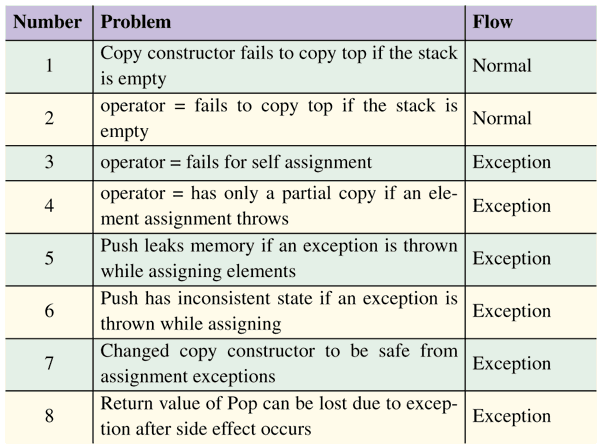 Number Problem Flow
1 Copy constructor fails to copy top if the stack is empty Normal
2 operator = fails to copy top if the stack is empty Normal
3 operator = fails for self assignment Exception
4 operator = has only a partial copy if an ele-
ment assignment throws Exception
5 Push leaks memory if an exception is thrown
while assigning elements Exception
6 Push has inconsistent state if an exception is
thrown while assigning Exception
7 Changed copy constructor to be safe from
assignment exceptions Exception
8 Return value of Pop can be lost due to excep-
tion after side effect occurs Exception